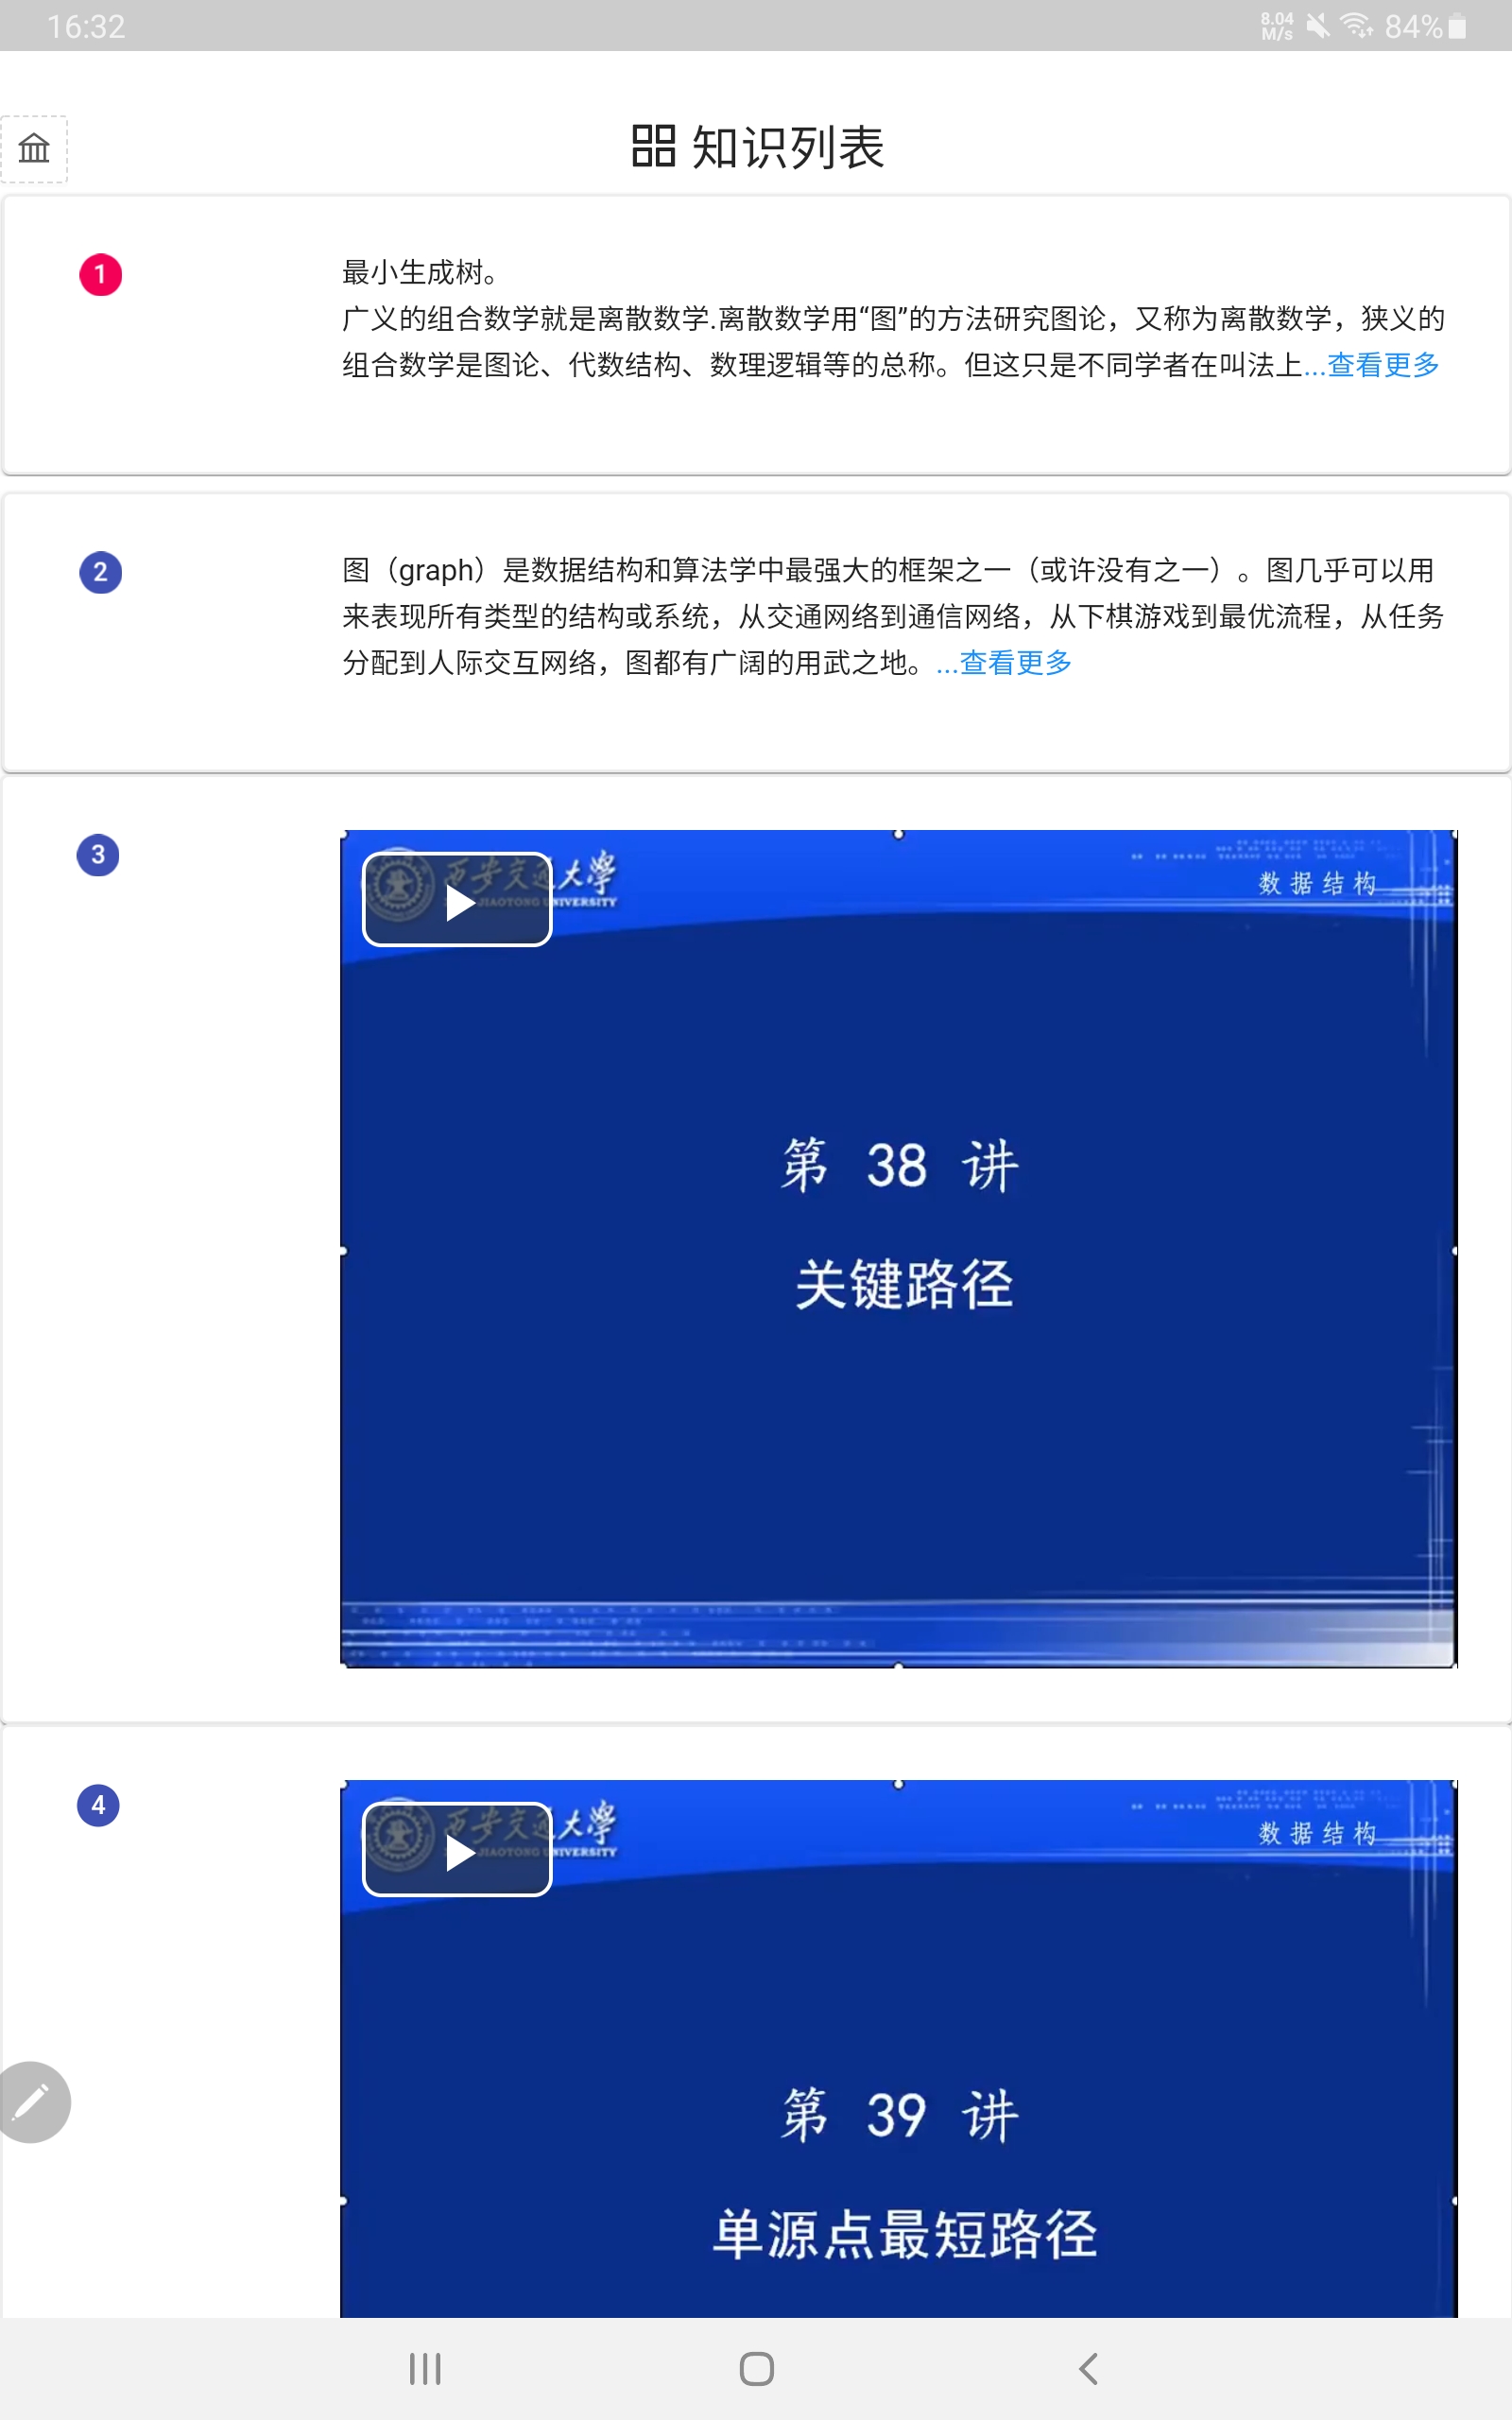 16:32
8.04
M/s
84%
知识列表
1
最小生成树。
广义的组合数学就是离散数学.离散数学用“图”的方法研究图论，又称为离散数学，狭义的
组合数学是图论、代数结构、数理逻辑等的总称。但这只是不同学者在叫法上...查看更多
2
图（graph）是数据结构和算法学中最强大的框架之一（或许没有之一）。图几乎可以用
来表现所有类型的结构或系统，从交通网络到通信网络，从下棋游戏到最优流程，从任务
分配到人际交互网络，图都有广阔的用武之地。...查看更多
3
西安交通大學
JIAOTONG UNIVERSITY
数据结构
第 38 讲
关键路径
4
西安交通大學
JIAOTONG UNIVERSITY
数据结构
第 39 讲
单源点最短路径